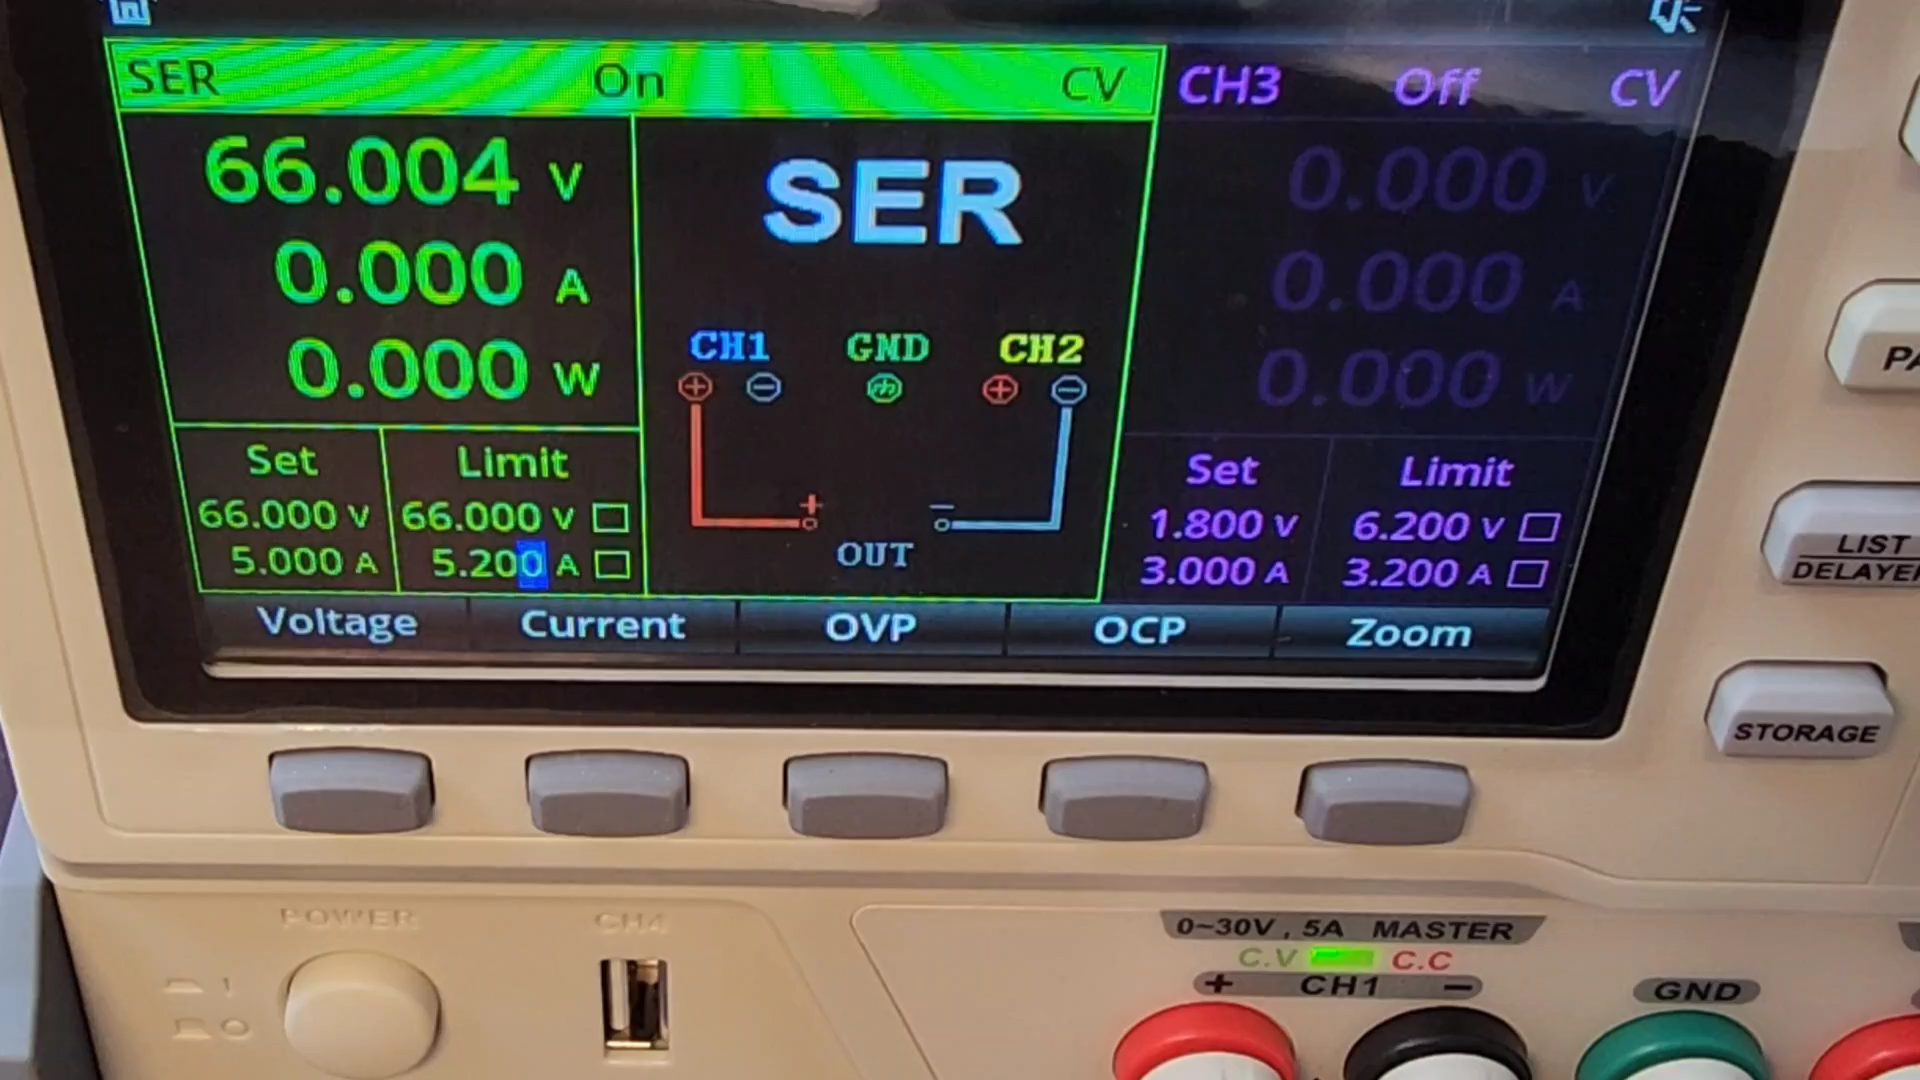 SER On CV
66.004 V
0.000 A
0.000 W
Set Limit
66.000 V 66.000 V
5.000 A 5.200 A
SER
CH1 GND CH2
+ − + −
+ −
OUT
CH3 Off CV
0.000 V
0.000 A
0.000 W
Set Limit
1.800 V 6.200 V
3.000 A 3.200 A
Voltage Current OVP OCP Zoom
LIST
STORAGE
POWER
CH4
0~30V, 5A MASTER
C.V C.C
+ CH1 −
GND